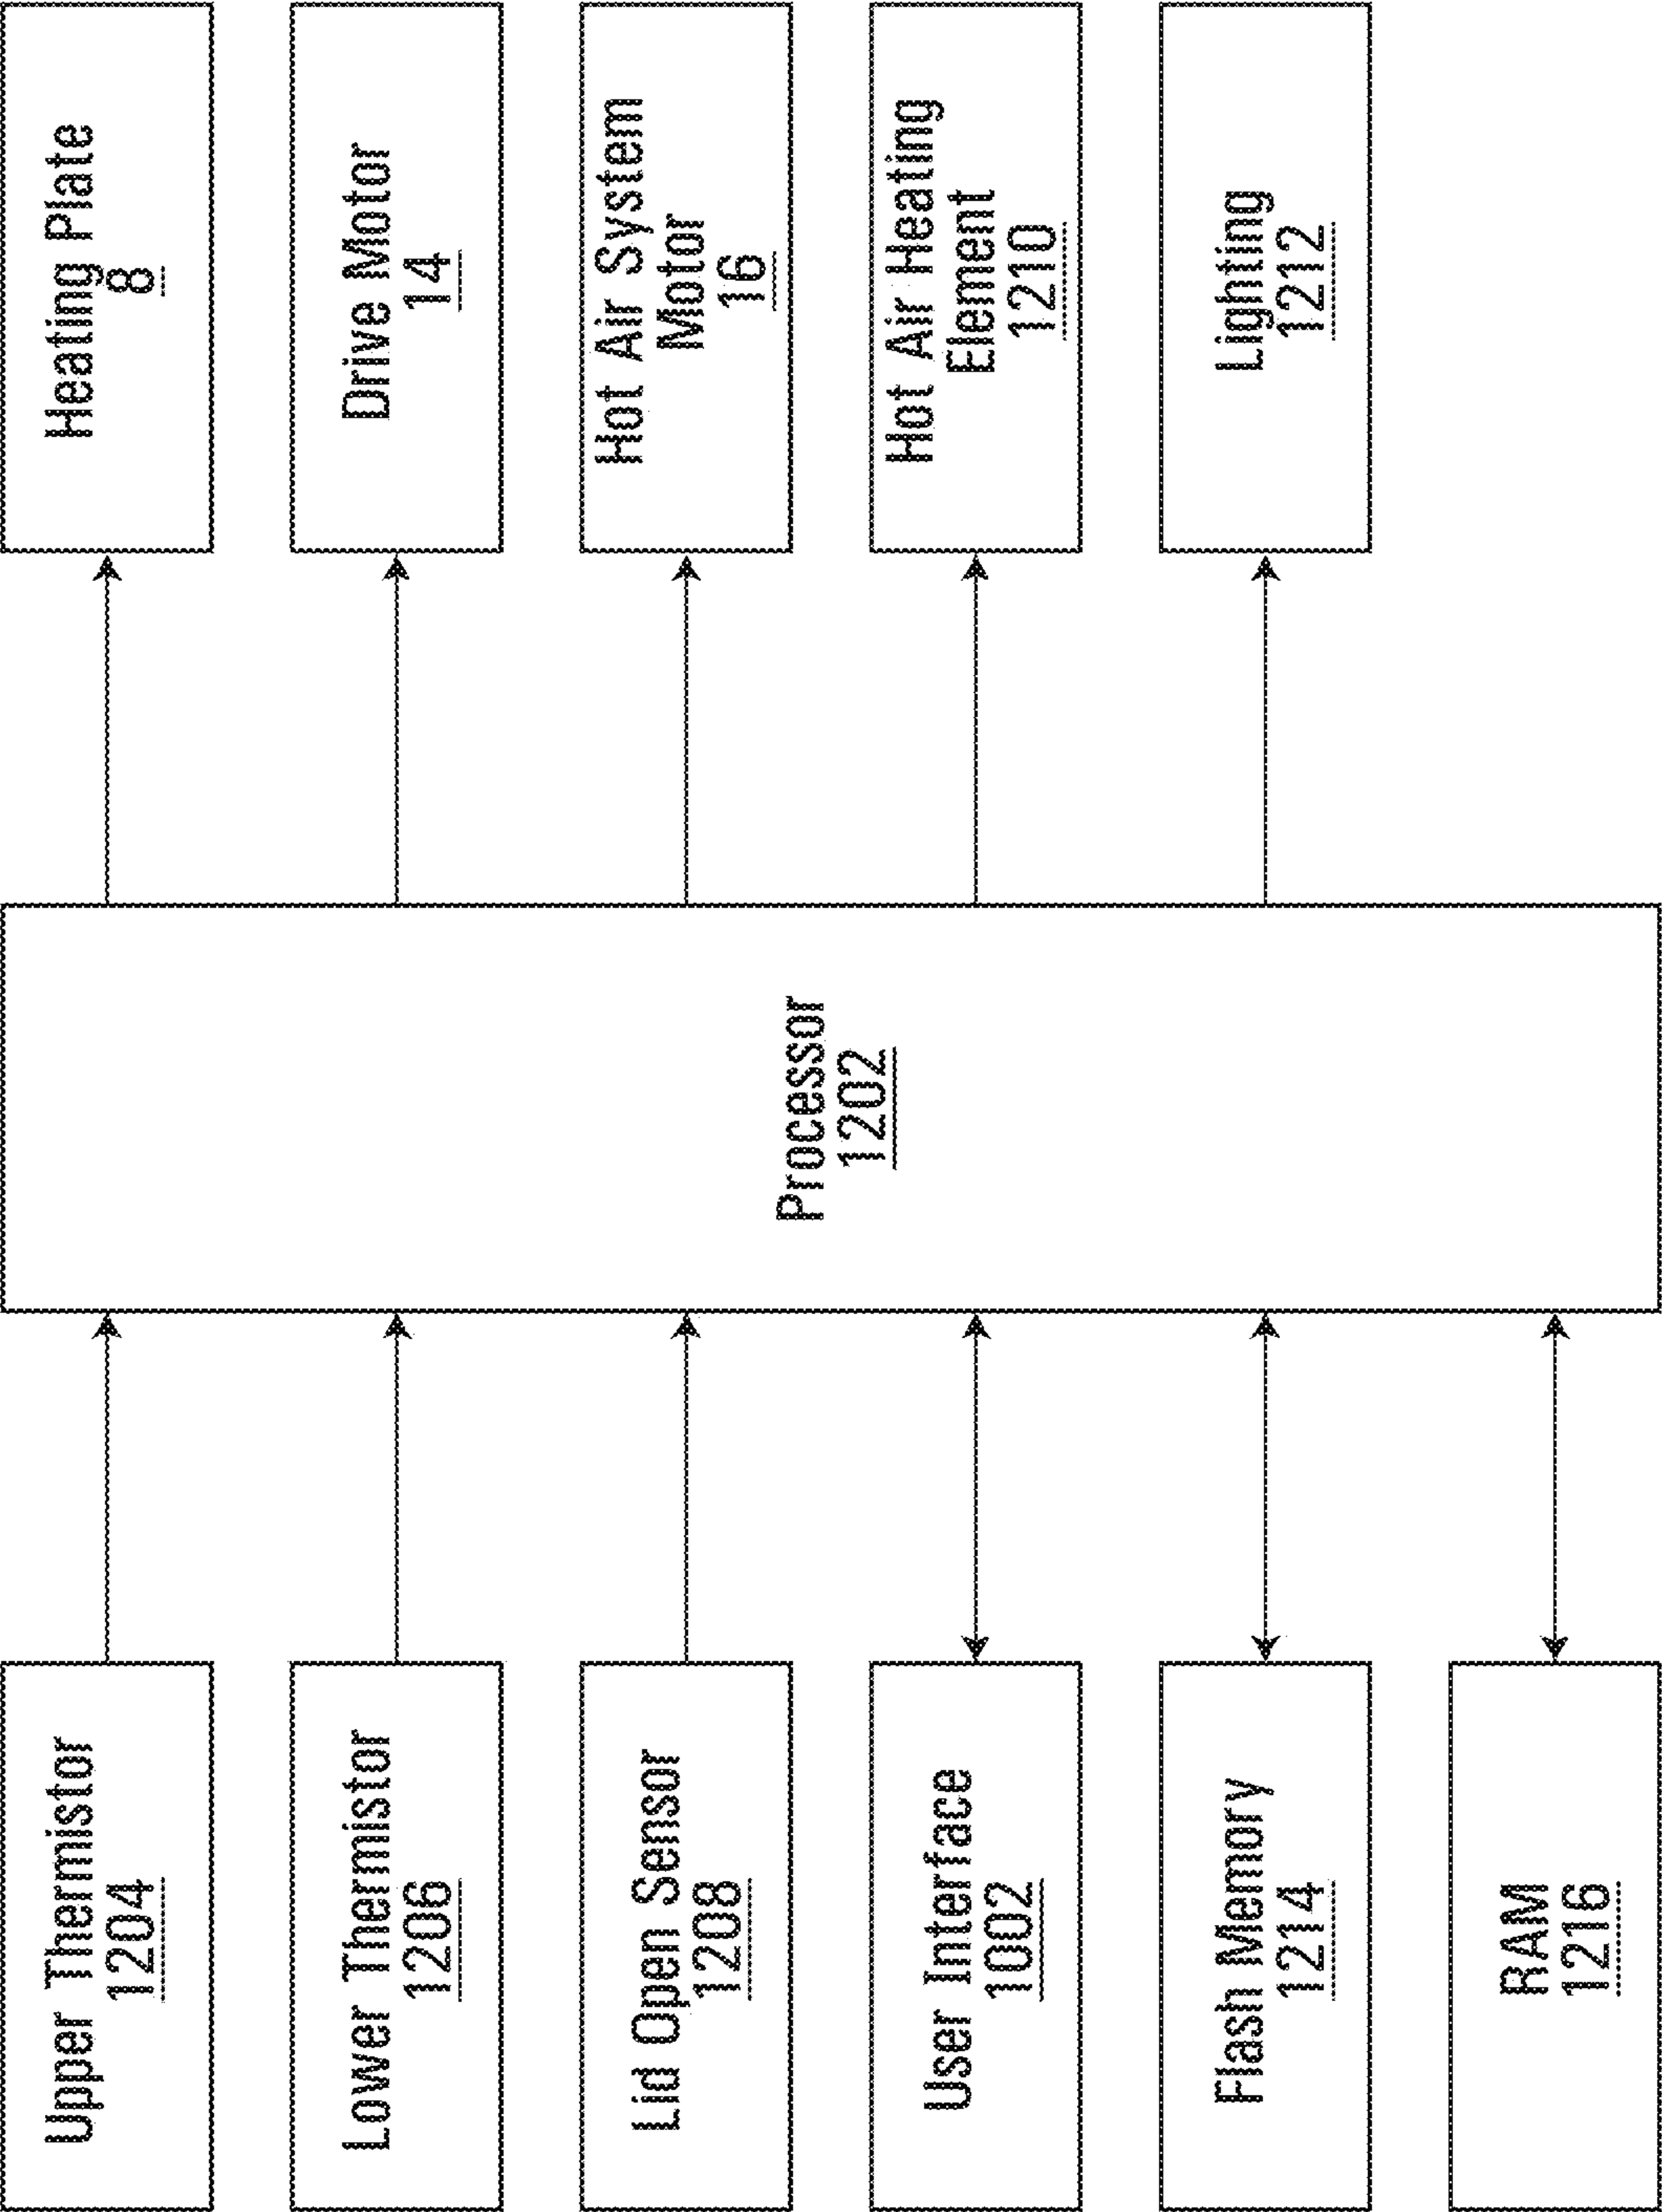 Upper Thermistor
1204
Lower Thermistor
1206
Lid Open Sensor
1208
User Interface
1002
Flash Memory
1214
RAM
1216
Processor
1202
Heating Plate
8
Drive Motor
14
Hot Air System
Motor
16
Hot Air Heating
Element
1210
Lighting
1212